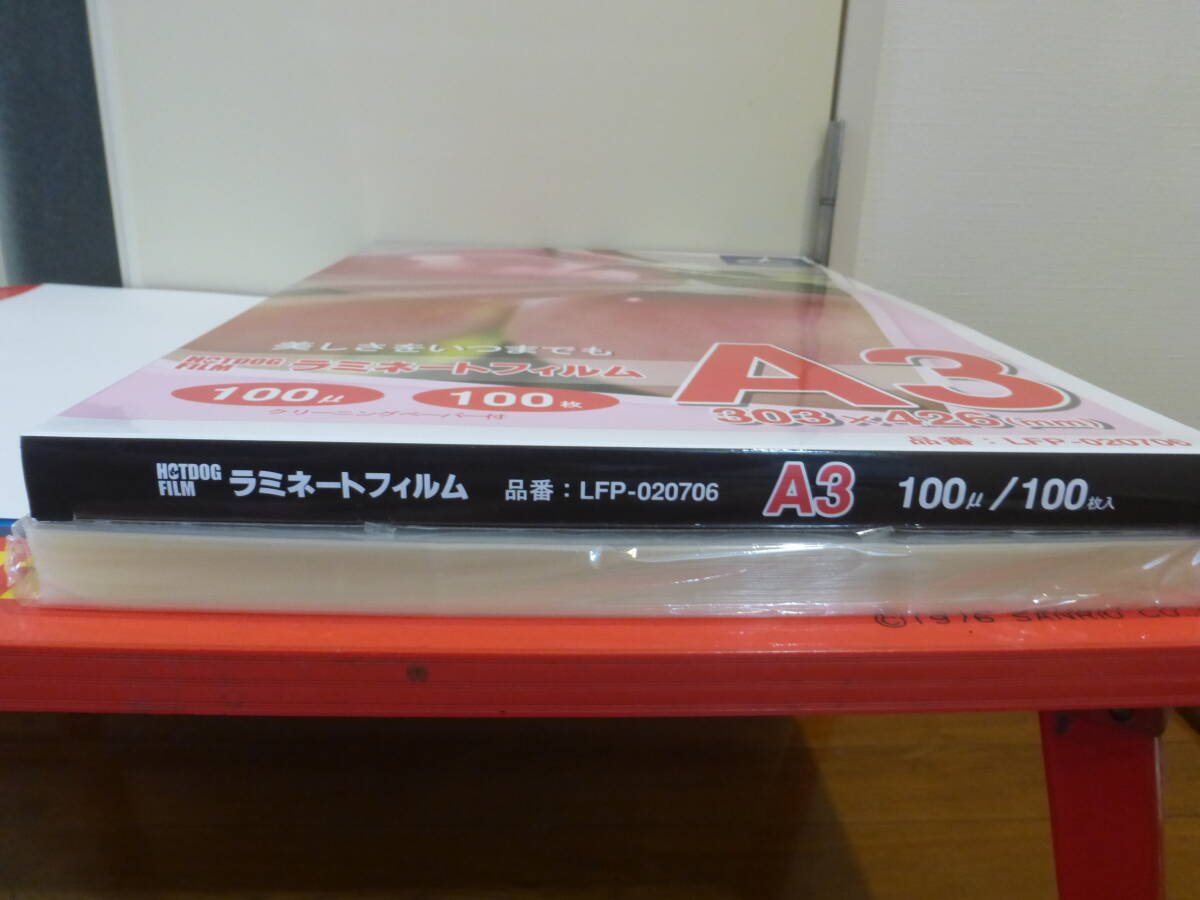 美しさをいつまでも
HOTDOG FILM ラミネートフィルム
100μ 100枚
クリーニングペーパー付
A3
303×426(mm)
品番：LFP-020706
HOTDOG FILM ラミネートフィルム 品番：LFP-020706 A3 100μ/100枚入
©1976 SANRIO CO